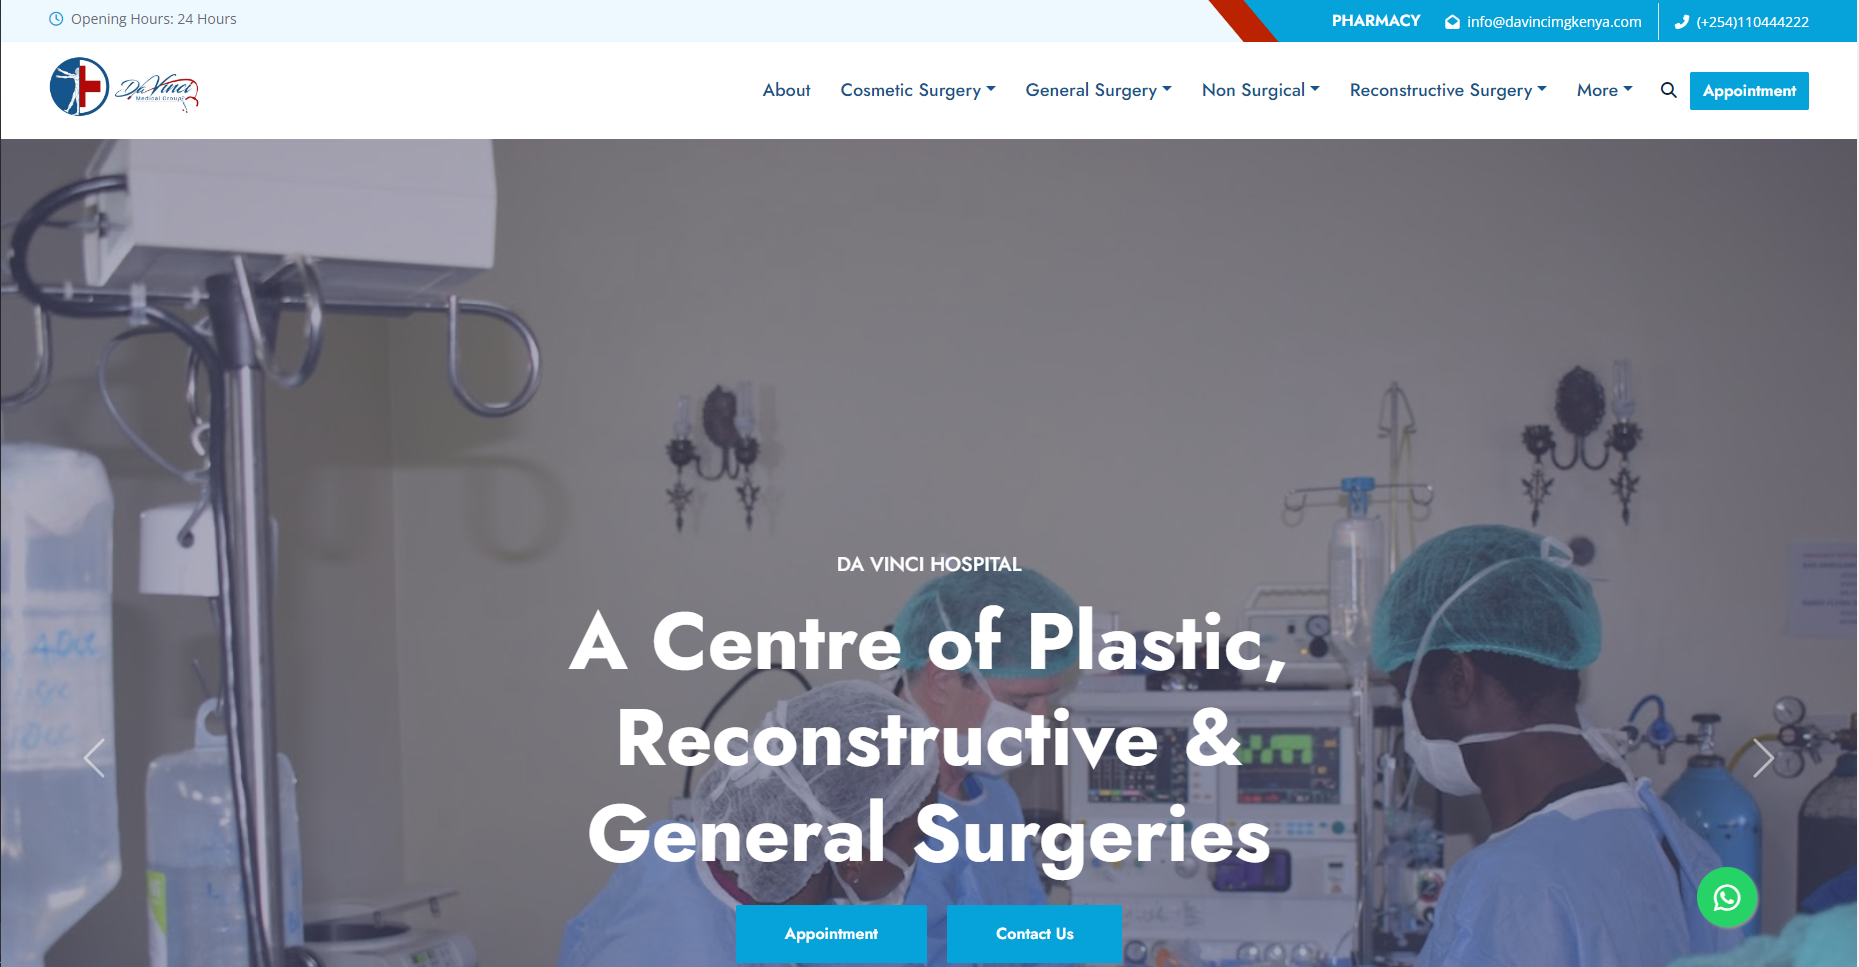 Opening Hours: 24 Hours
PHARMACY
info@davincimgkenya.com
(+254)110444222
Da Vinci
Medical Group
About
Cosmetic Surgery
General Surgery
Non Surgical
Reconstructive Surgery
More
Appointment
DA VINCI HOSPITAL
A Centre of Plastic,
Reconstructive &
General Surgeries
Appointment
Contact Us